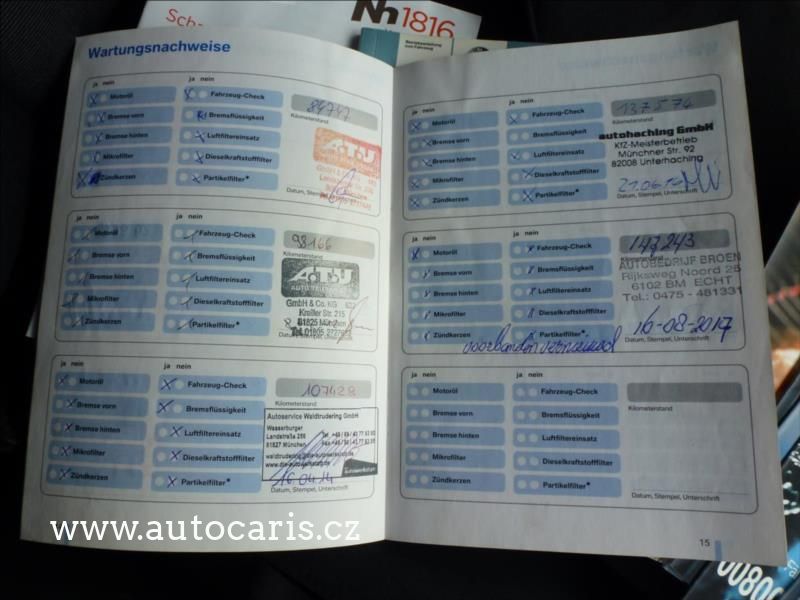 1816
Wartungsnachweise
ja nein ja nein
Motoröl Fahrzeug-Check
Bremse vorn Bremsflüssigkeit
Bremse hinten Luftfiltereinsatz
Mikrofilter Dieselkraftstofffilter
Zündkerzen Partikelfilter*
Kilometerstand
A.T.U
Datum, Stempel, Unterschrift
ja nein ja nein
Motoröl Fahrzeug-Check
Bremse vorn Bremsflüssigkeit
Bremse hinten Luftfiltereinsatz
Mikrofilter Dieselkraftstofffilter
Zündkerzen Partikelfilter*
98166
Kilometerstand
GmbH & Co. KG
Kreiller Str. 215
81825 München
Datum, Stempel, Unterschrift
ja nein ja nein
Motoröl Fahrzeug-Check
Bremse vorn Bremsflüssigkeit
Bremse hinten Luftfiltereinsatz
Mikrofilter Dieselkraftstofffilter
Zündkerzen Partikelfilter*
107428
Kilometerstand
Autoservice Waldtrudering GmbH
Wasserburger
Landstraße
81827 München
16.04.14
Datum, Stempel, Unterschrift
ja nein ja nein
Motoröl Fahrzeug-Check
Bremse vorn Bremsflüssigkeit
Bremse hinten Luftfiltereinsatz
Mikrofilter Dieselkraftstofffilter
Zündkerzen Partikelfilter*
137574
Kilometerstand
autohaching GmbH
KfZ-Meisterbetrieb
Münchner Str. 92
82008 Unterhaching
Datum, Stempel, Unterschrift
ja nein ja nein
Motoröl Fahrzeug-Check
Bremse vorn Bremsflüssigkeit
Bremse hinten Luftfiltereinsatz
Mikrofilter Dieselkraftstofffilter
Zündkerzen Partikelfilter*
143243
Kilometerstand
AUTOBEDRIJF BROEN
Rijksweg Noord 25
6102 BM ECHT
Tel.: 0475 - 481331
16-08-2017
Datum, Stempel, Unterschrift
ja nein ja nein
Motoröl Fahrzeug-Check
Bremse vorn Bremsflüssigkeit
Bremse hinten Luftfiltereinsatz
Mikrofilter Dieselkraftstofffilter
Zündkerzen Partikelfilter*
Kilometerstand
Datum, Stempel, Unterschrift
15
www.autocaris.cz